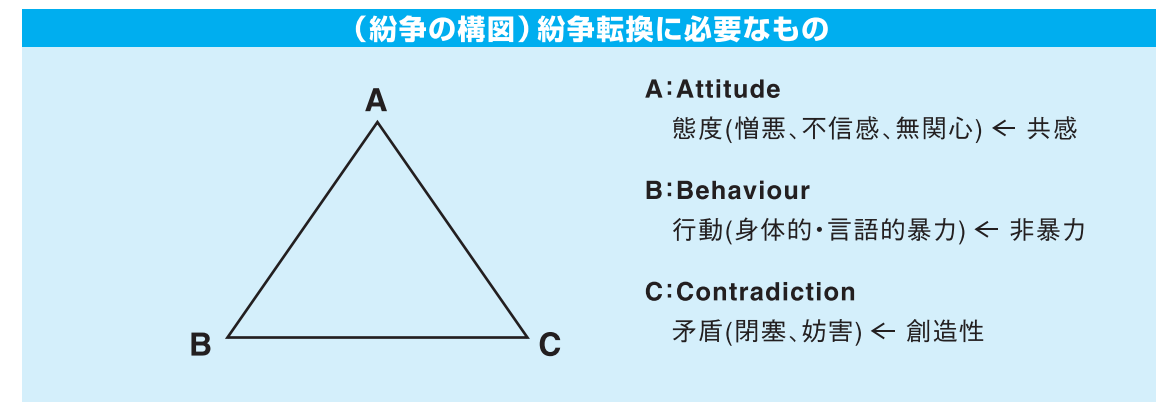 (紛争の構図)紛争転換に必要なもの
A
B
C
A:Attitude
態度(憎悪、不信感、無関心) ← 共感
B:Behaviour
行動(身体的・言語的暴力) ← 非暴力
C:Contradiction
矛盾(閉塞、妨害) ← 創造性